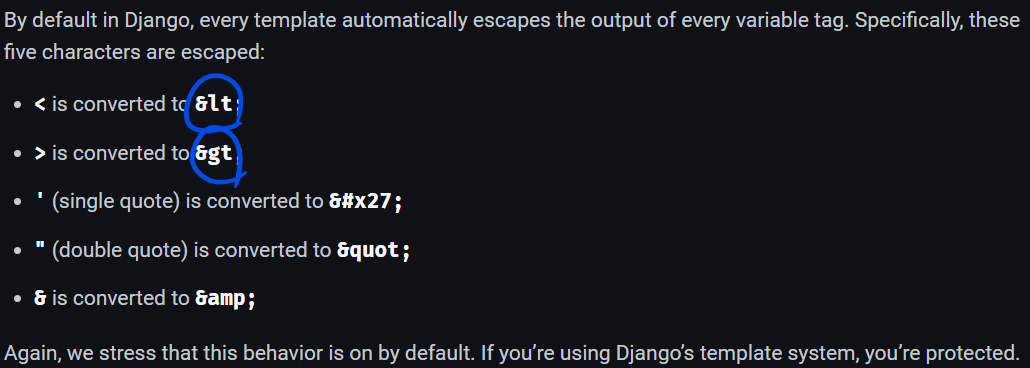 By default in Django, every template automatically escapes the output of every variable tag. Specifically, these
five characters are escaped:
• < is converted to &lt;
• > is converted to &gt;
• ' (single quote) is converted to &#x27;
• " (double quote) is converted to &quot;
• & is converted to &amp;
Again, we stress that this behavior is on by default. If you’re using Django’s template system, you’re protected.